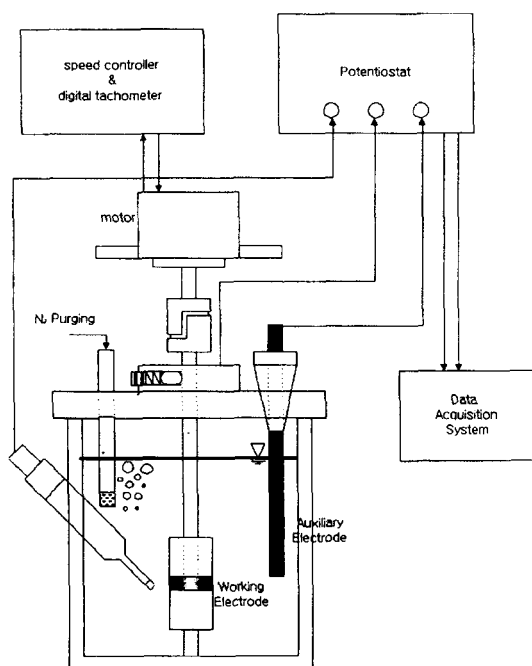 speed controller
&
digital tachometer
Potentiostat
motor
N₂ Purging
Data
Acquisition
System
Auxiliary
Electrode
Working
Electrode